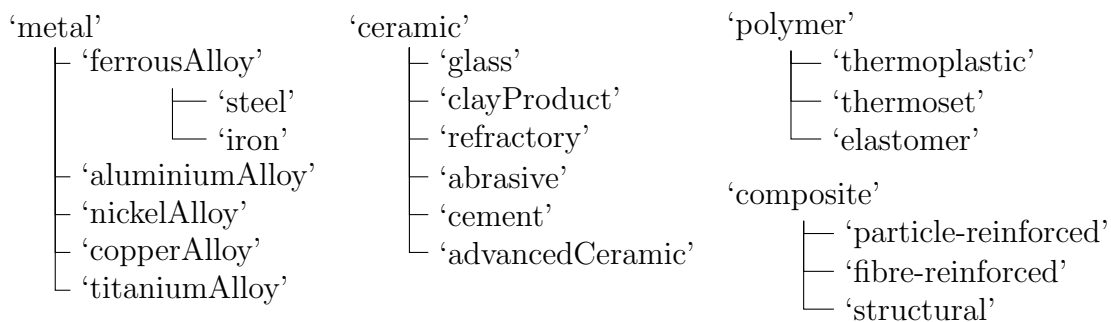 ‘metal’
‘ferrousAlloy’
‘steel’
‘iron’
‘aluminiumAlloy’
‘nickelAlloy’
‘copperAlloy’
‘titaniumAlloy’
‘ceramic’
‘glass’
‘clayProduct’
‘refractory’
‘abrasive’
‘cement’
‘advancedCeramic’
‘polymer’
‘thermoplastic’
‘thermoset’
‘elastomer’
‘composite’
‘particle-reinforced’
‘fibre-reinforced’
‘structural’